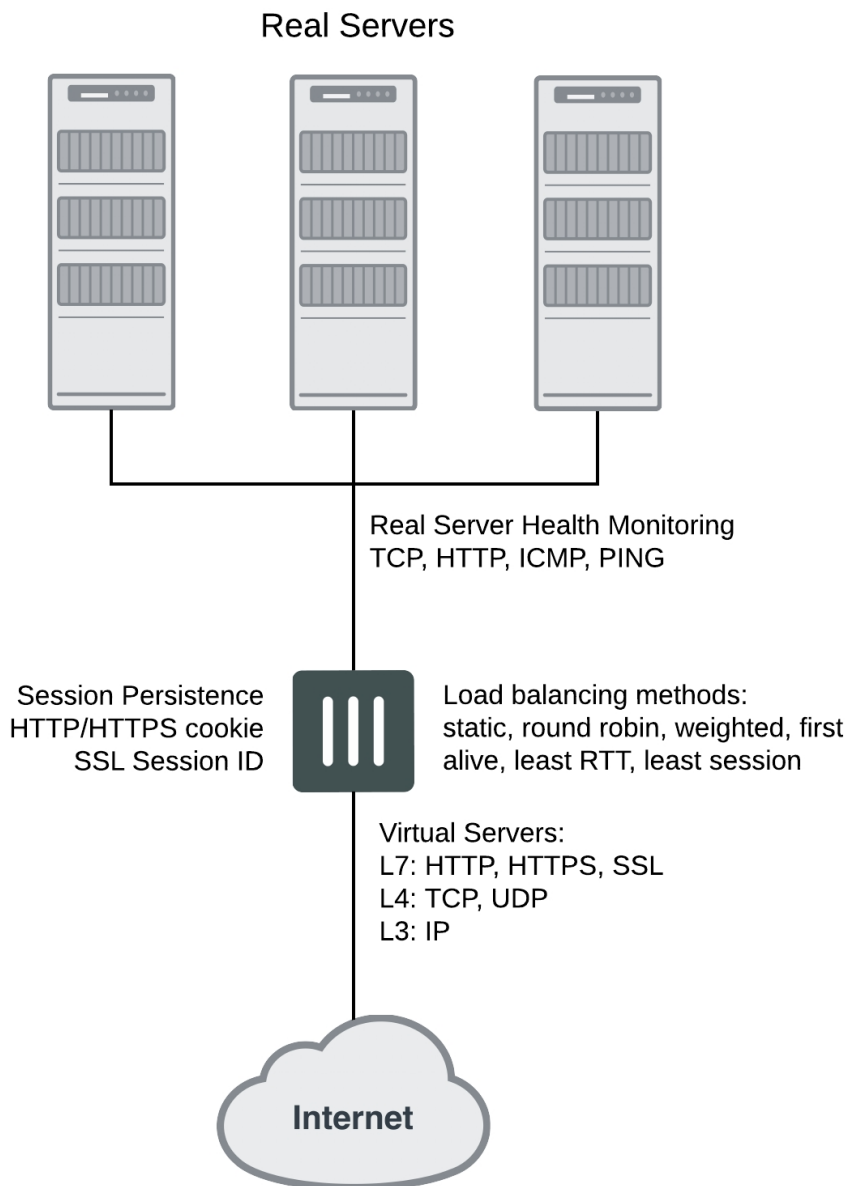 Real Servers
Real Server Health Monitoring
TCP, HTTP, ICMP, PING
Session Persistence
HTTP/HTTPS cookie
SSL Session ID
Load balancing methods:
static, round robin, weighted, first
alive, least RTT, least session
Virtual Servers:
L7: HTTP, HTTPS, SSL
L4: TCP, UDP
L3: IP
Internet